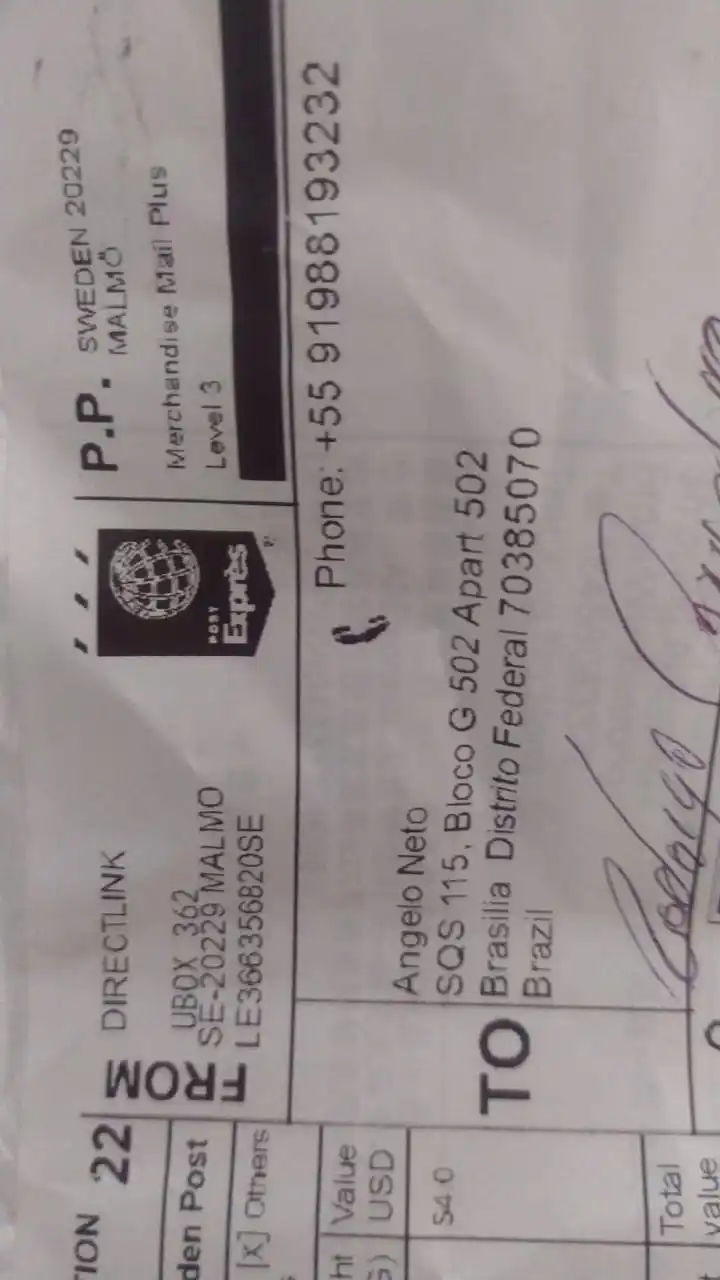 P.P. SWEDEN 20229
MALMÖ
Merchandise Mail Plus
Level 3
POST
Exprès
FROM DIRECTLINK
UBOX 362
SE-20229 MALMO
LE366356820SE
Phone: +55 91988193232
TO
Angelo Neto
SQS 115, Bloco G 502 Apart 502
Brasilia Distrito Federal 70385070
Brazil
Rodrigo
TION 22
den Post
[X] Others
ht Value
G) USD
$4.0
Total
value